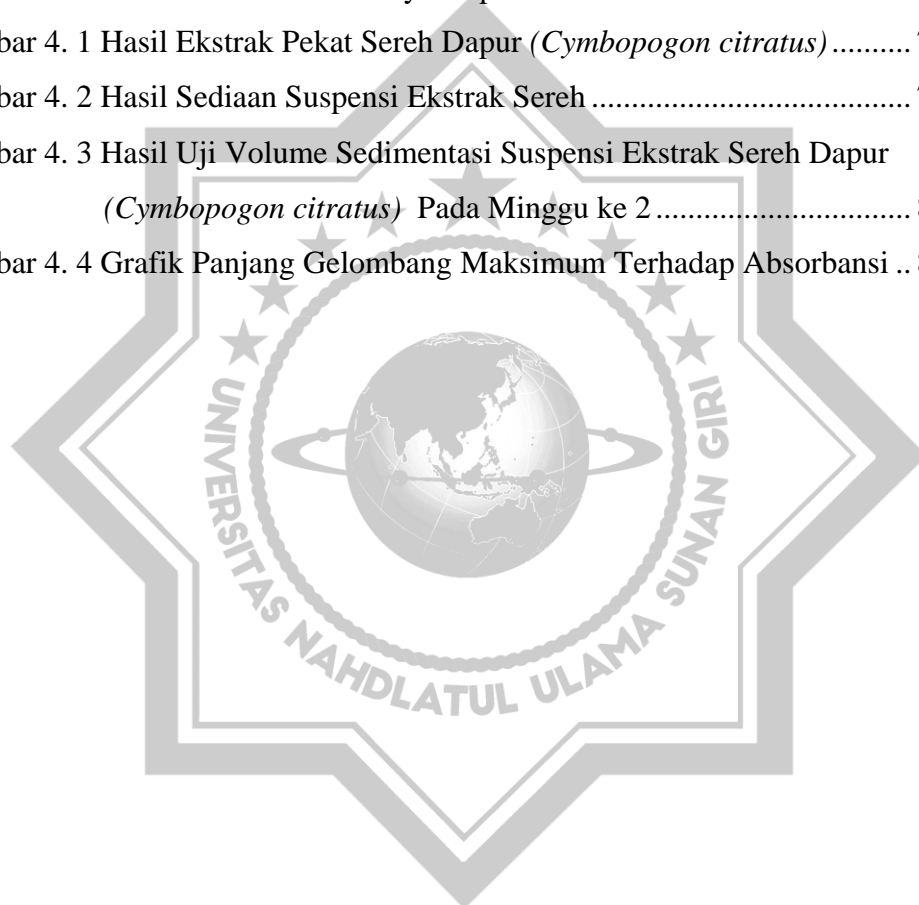 bar 4. 1 Hasil Ekstrak Pekat Sereh Dapur (Cymbopogon citratus) ..........
bar 4. 2 Hasil Sediaan Suspensi Ekstrak Sereh ........................................
bar 4. 3 Hasil Uji Volume Sedimentasi Suspensi Ekstrak Sereh Dapur
(Cymbopogon citratus) Pada Minggu ke 2 ................................
bar 4. 4 Grafik Panjang Gelombang Maksimum Terhadap Absorbansi ..
UNIVERSITAS NAHDLATUL ULAMA SUNAN GIRI